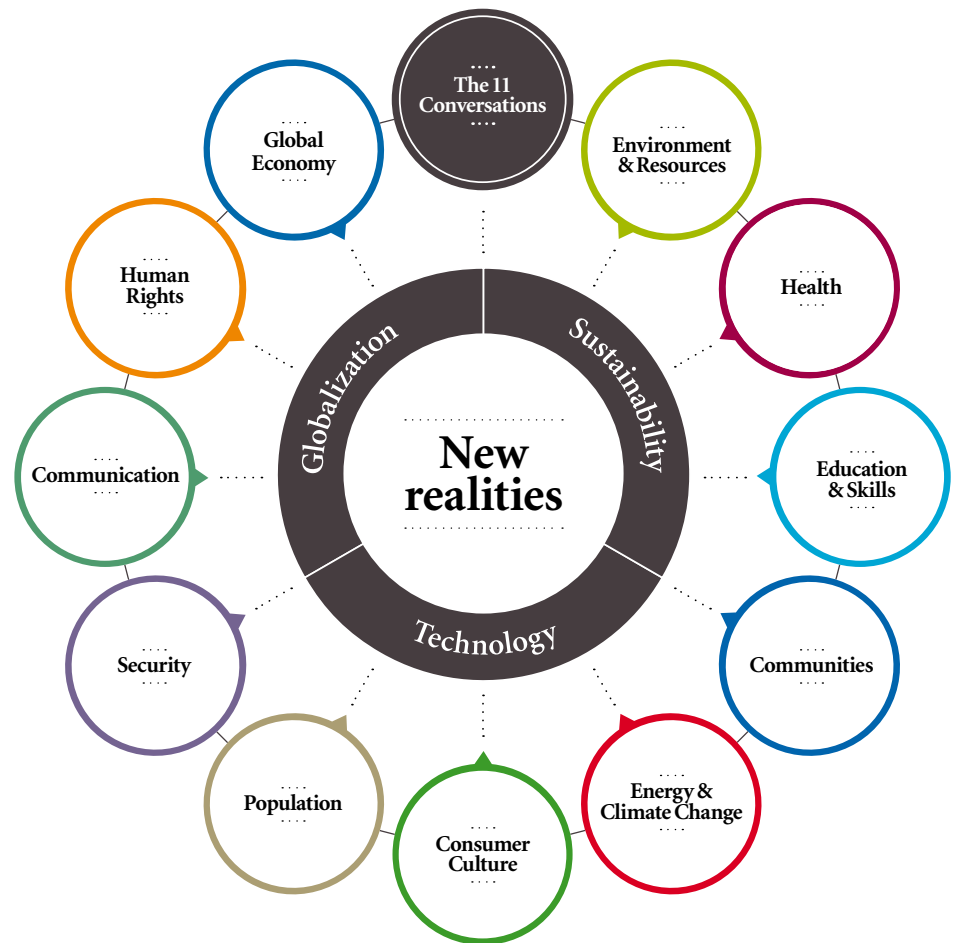 The 11
Conversations
Environment
& Resources
Health
Education
& Skills
Communities
Energy &
Climate Change
Consumer
Culture
Population
Security
Communication
Human
Rights
Global
Economy
Globalization
Sustainability
Technology
New
realities